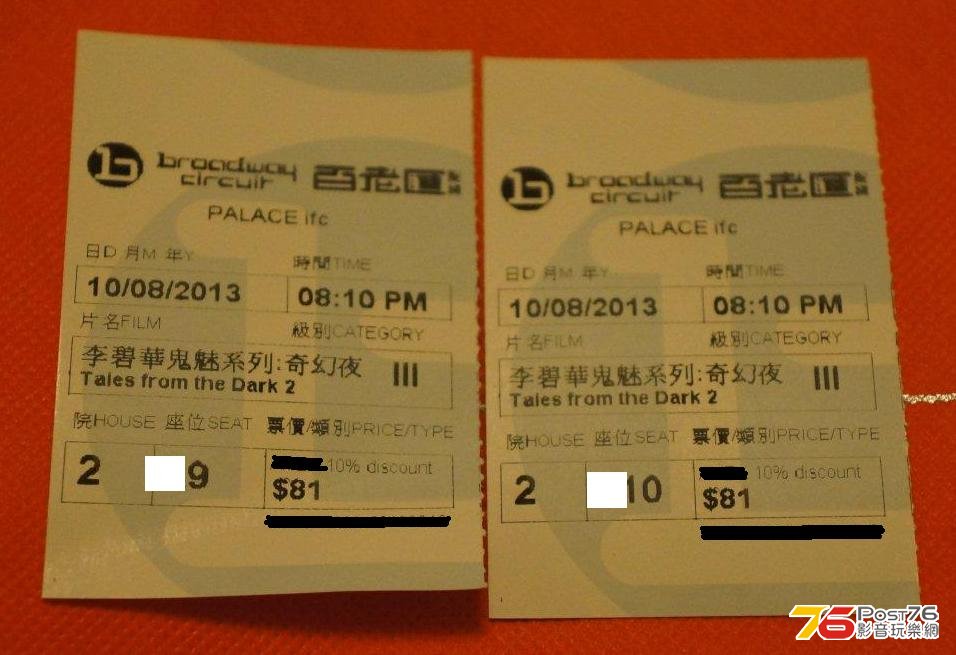 broadway circuit 百老匯
PALACE ifc
日D 月M 年Y 時間TIME
10/08/2013 08:10 PM
片名FILM 級別CATEGORY
李碧華鬼魅系列:奇幻夜 III
Tales from the Dark 2
院HOUSE 座位SEAT 票價/類別PRICE/TYPE
2 9 10% discount
$81
broadway circuit 百老匯
PALACE ifc
日D 月M 年Y 時間TIME
10/08/2013 08:10 PM
片名FILM 級別CATEGORY
李碧華鬼魅系列:奇幻夜 III
Tales from the Dark 2
院HOUSE 座位SEAT 票價/類別PRICE/TYPE
2 10 10% discount
$81
76 Post76
影音玩樂網